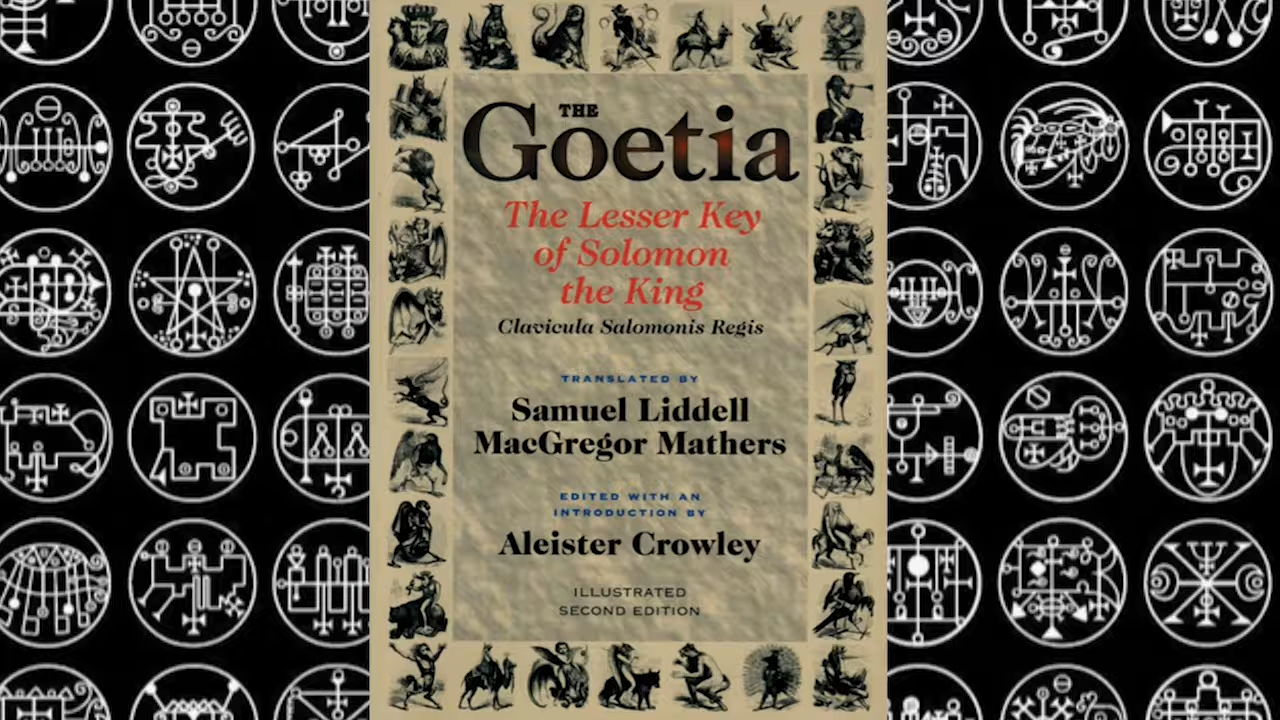 THE
Goetia
The Lesser Key
of Solomon
the King
Clavicula Salomonis Regis
TRANSLATED BY
Samuel Liddell
MacGregor Mathers
EDITED WITH AN
INTRODUCTION BY
Aleister Crowley
ILLUSTRATED
SECOND EDITION